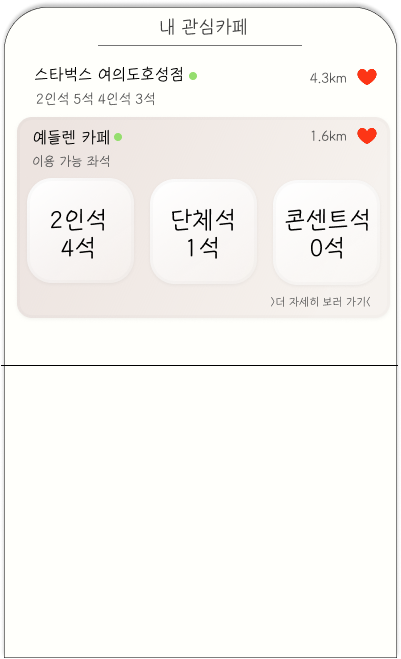 내 관심카페
스타벅스 여의도호성점 4.3km
2인석 5석 4인석 3석
예들렌 카페 1.6km
이용 가능 좌석
2인석 단체석 콘센트석
4석 1석 0석
>더 자세히 보러 가기<